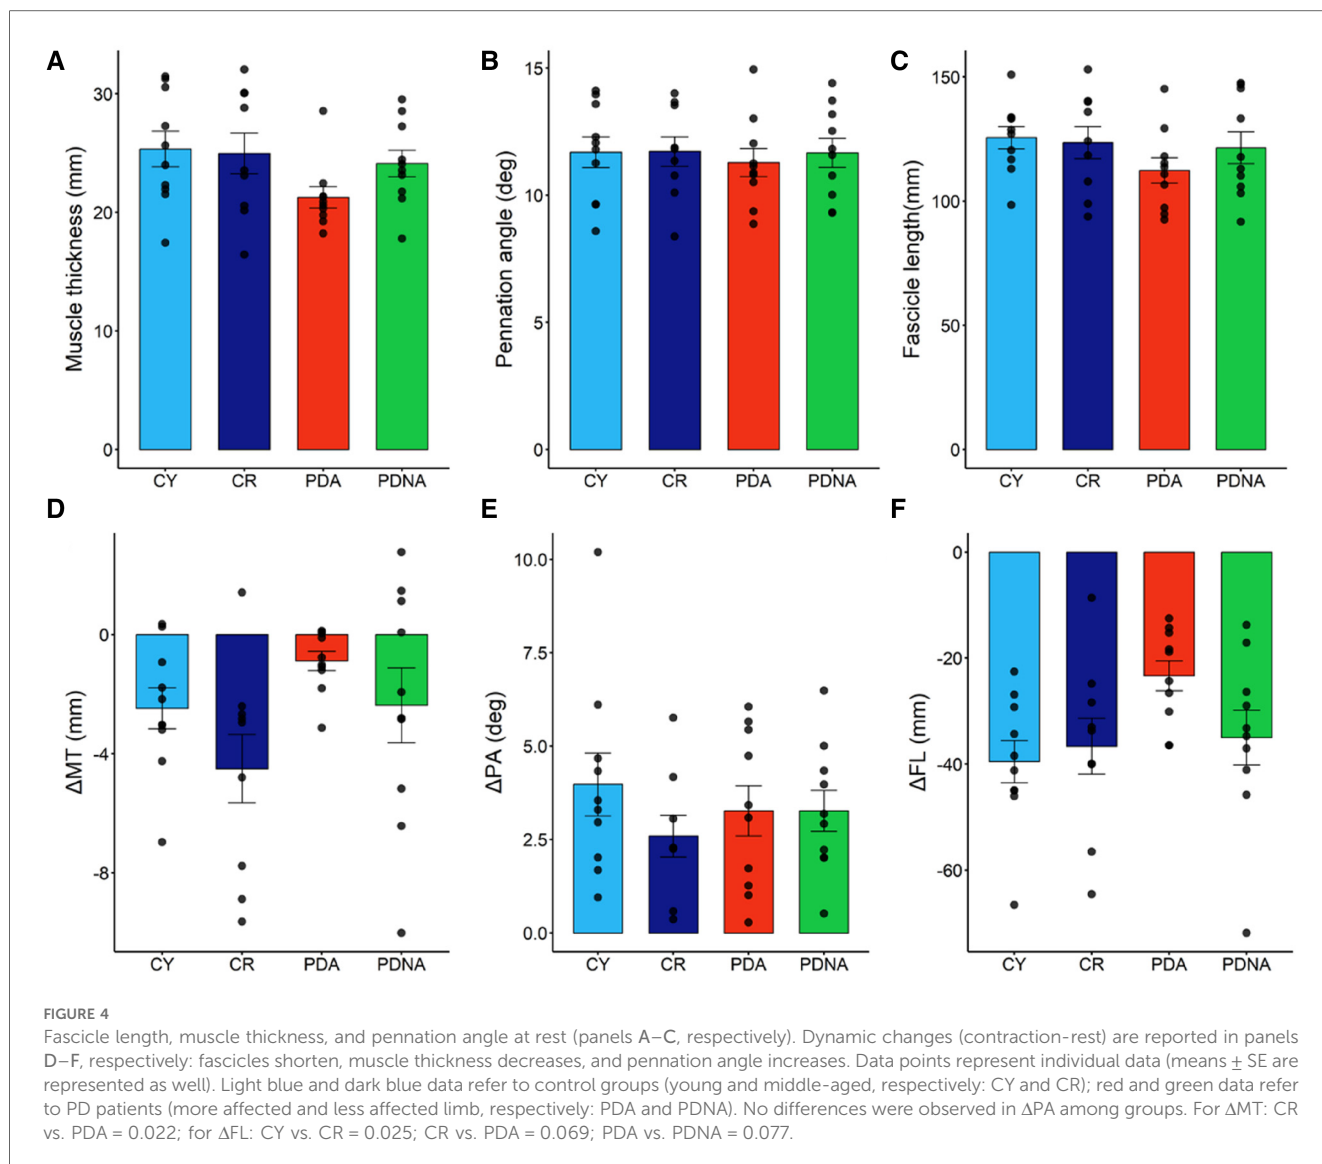 A
B
C
Muscle thickness (mm)
30
20
10
0
CY CR PDA PDNA
Pennation angle (deg)
15
10
5
0
CY CR PDA PDNA
Fascicle length(mm)
150
100
50
0
CY CR PDA PDNA
D
E
F
ΔMT (mm)
0
-4
-8
CY CR PDA PDNA
ΔPA (deg)
10.0
7.5
5.0
2.5
0.0
CY CR PDA PDNA
ΔFL (mm)
0
-20
-40
-60
CY CR PDA PDNA
FIGURE 4
Fascicle length, muscle thickness, and pennation angle at rest (panels A–C, respectively). Dynamic changes (contraction-rest) are reported in panels
D–F, respectively: fascicles shorten, muscle thickness decreases, and pennation angle increases. Data points represent individual data (means ± SE are
represented as well). Light blue and dark blue data refer to control groups (young and middle-aged, respectively: CY and CR); red and green data refer
to PD patients (more affected and less affected limb, respectively: PDA and PDNA). No differences were observed in ΔPA among groups. For ΔMT: CR
vs. PDA = 0.022; for ΔFL: CY vs. CR = 0.025; CR vs. PDA = 0.069; PDA vs. PDNA = 0.077.